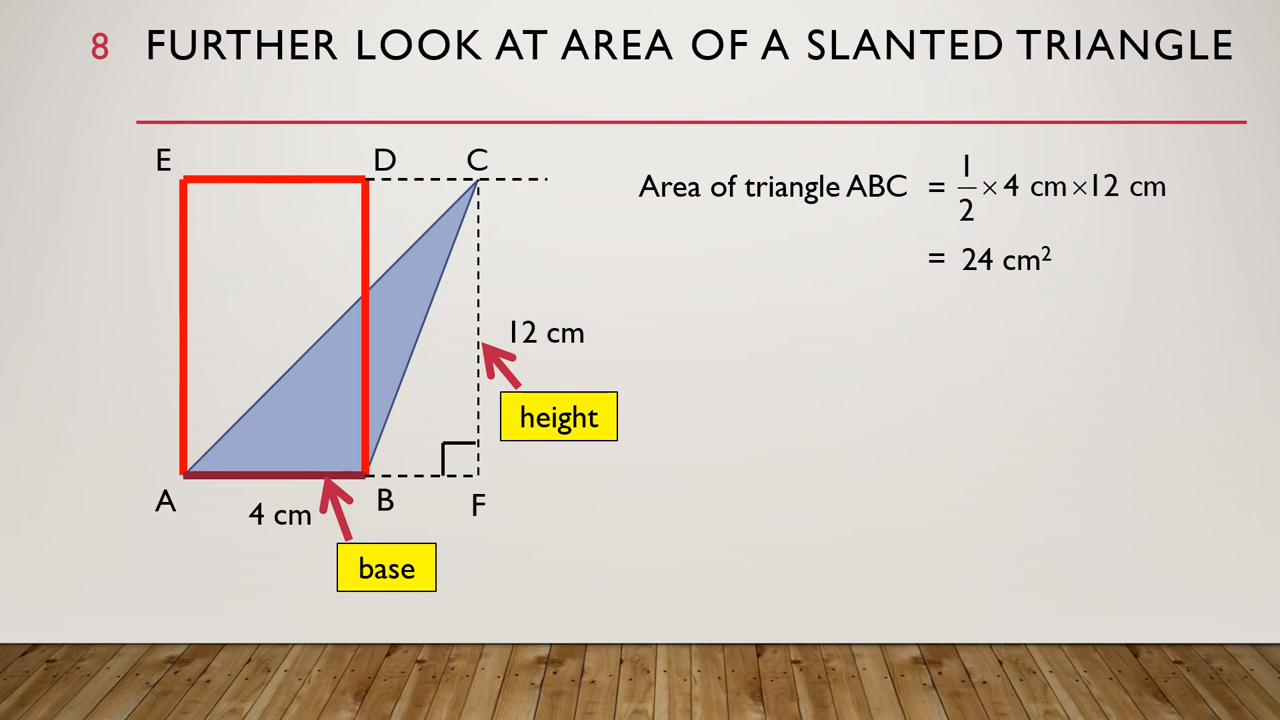 8 FURTHER LOOK AT AREA OF A SLANTED TRIANGLE
E D C
Area of triangle ABC = 1/2 × 4 cm × 12 cm
= 24 cm²
12 cm
height
A B F
4 cm
base